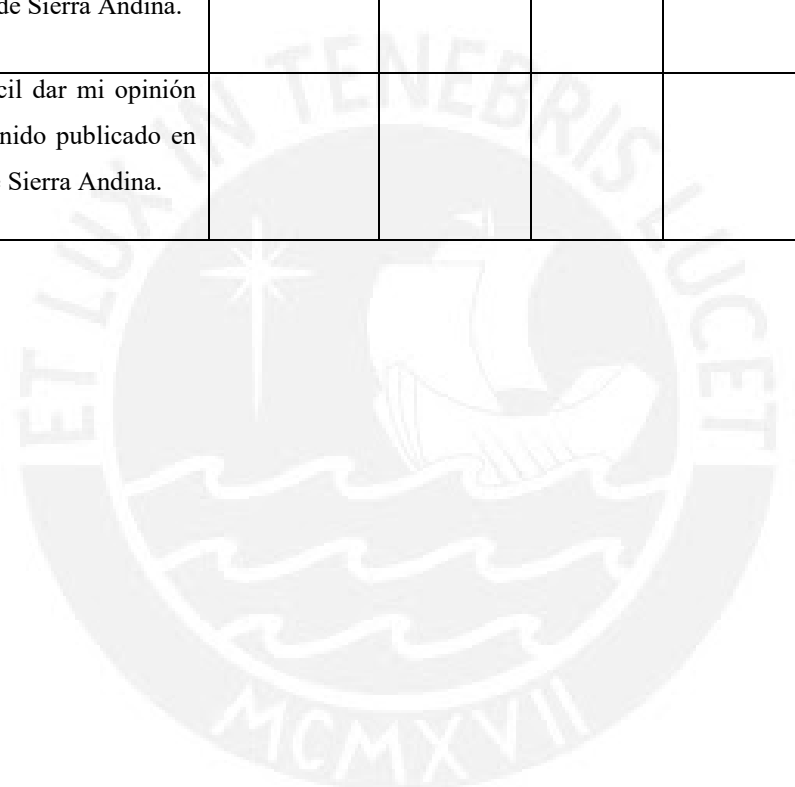 de Sierra Andina.
cil dar mi opinión
nido publicado en
Sierra Andina.
ET LUX IN TENEBRIS LUCET
MCMXVII